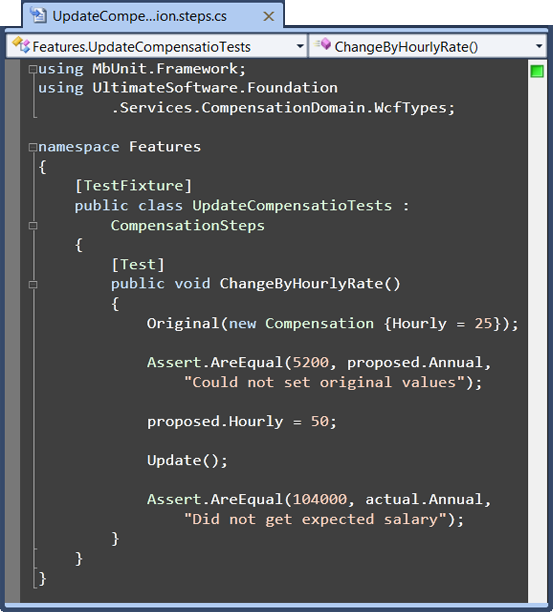 UpdateCompe...ion.steps.cs
Features.UpdateCompensatioTests
ChangeByHourlyRate()
using MbUnit.Framework;
using UltimateSoftware.Foundation
.Services.CompensationDomain.WcfTypes;
namespace Features
{
[TestFixture]
public class UpdateCompensatioTests :
CompensationSteps
{
[Test]
public void ChangeByHourlyRate()
{
Original(new Compensation {Hourly = 25});
Assert.AreEqual(5200, proposed.Annual,
"Could not set original values");
proposed.Hourly = 50;
Update();
Assert.AreEqual(104000, actual.Annual,
"Did not get expected salary");
}
}
}